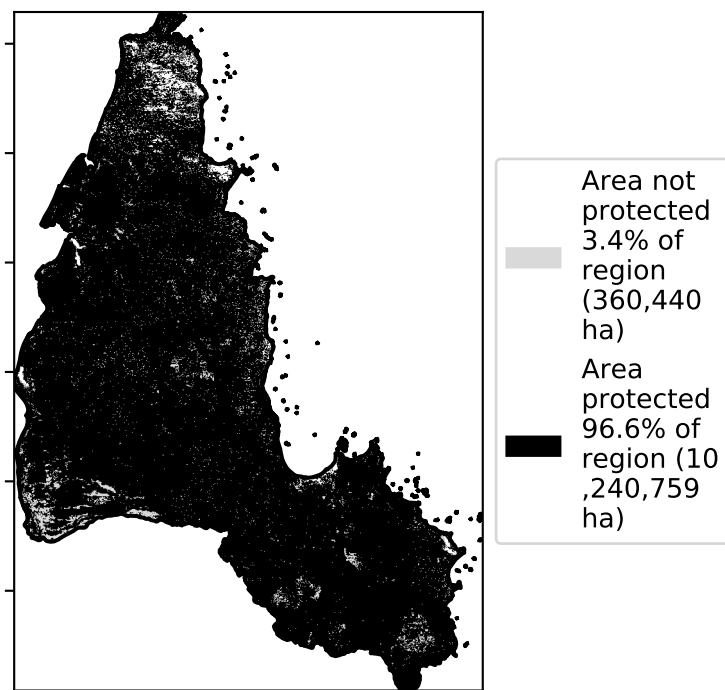 Area not
protected
3.4% of
region
(360,440
ha)
Area
protected
96.6% of
region (10
,240,759
ha)